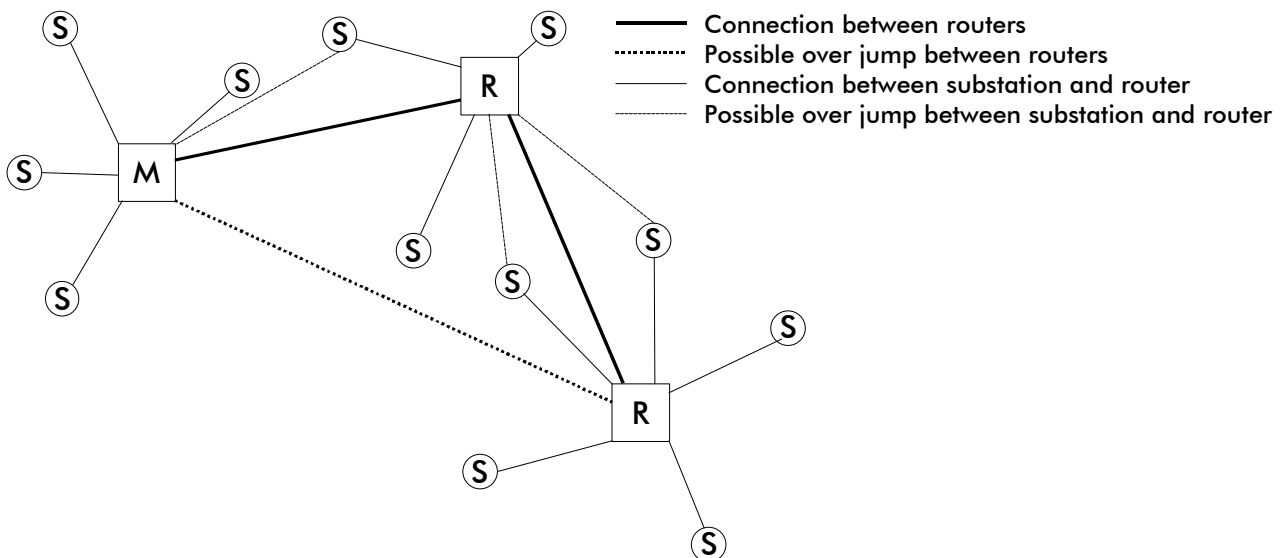 S
S
S
Connection between routers
Possible over jump between routers
S
R
Connection between substation and router
Possible over jump between substation and router
S
M
S
S
S
S
S
R
S
S